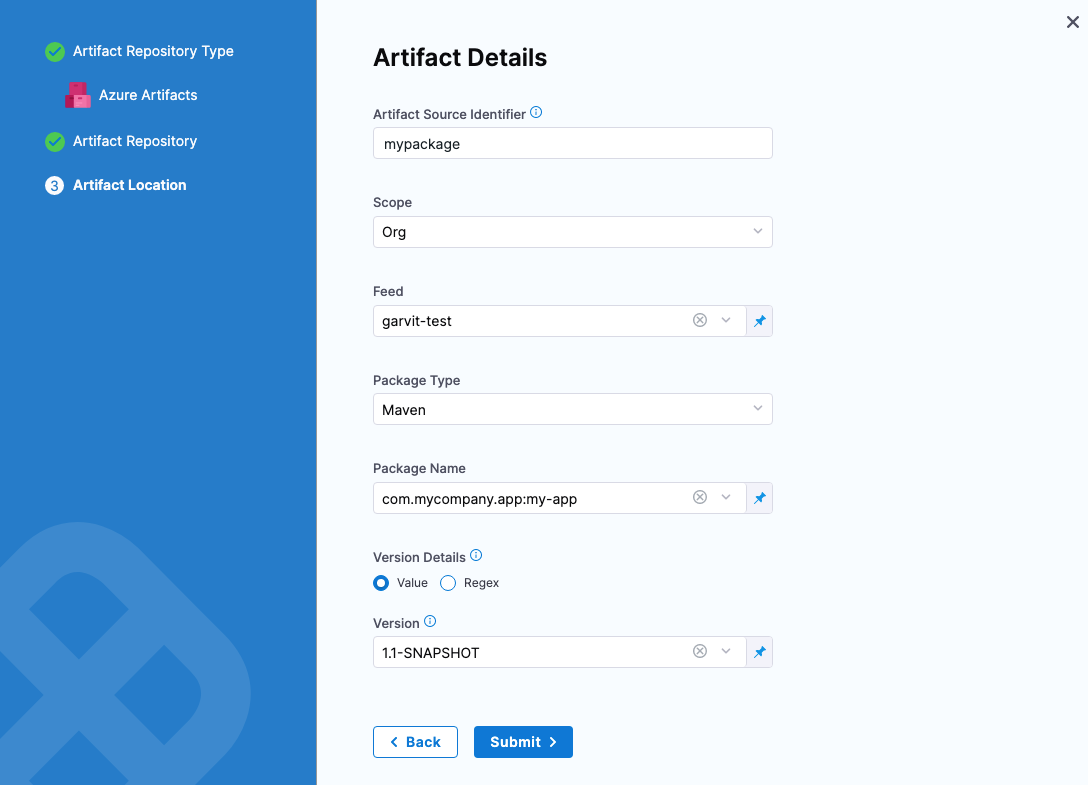 Artifact Repository Type
Azure Artifacts
Artifact Repository
3 Artifact Location
Artifact Details
Artifact Source Identifier
mypackage
Scope
Org
Feed
garvit-test
Package Type
Maven
Package Name
com.mycompany.app:my-app
Version Details
Value Regex
Version
1.1-SNAPSHOT
Back Submit